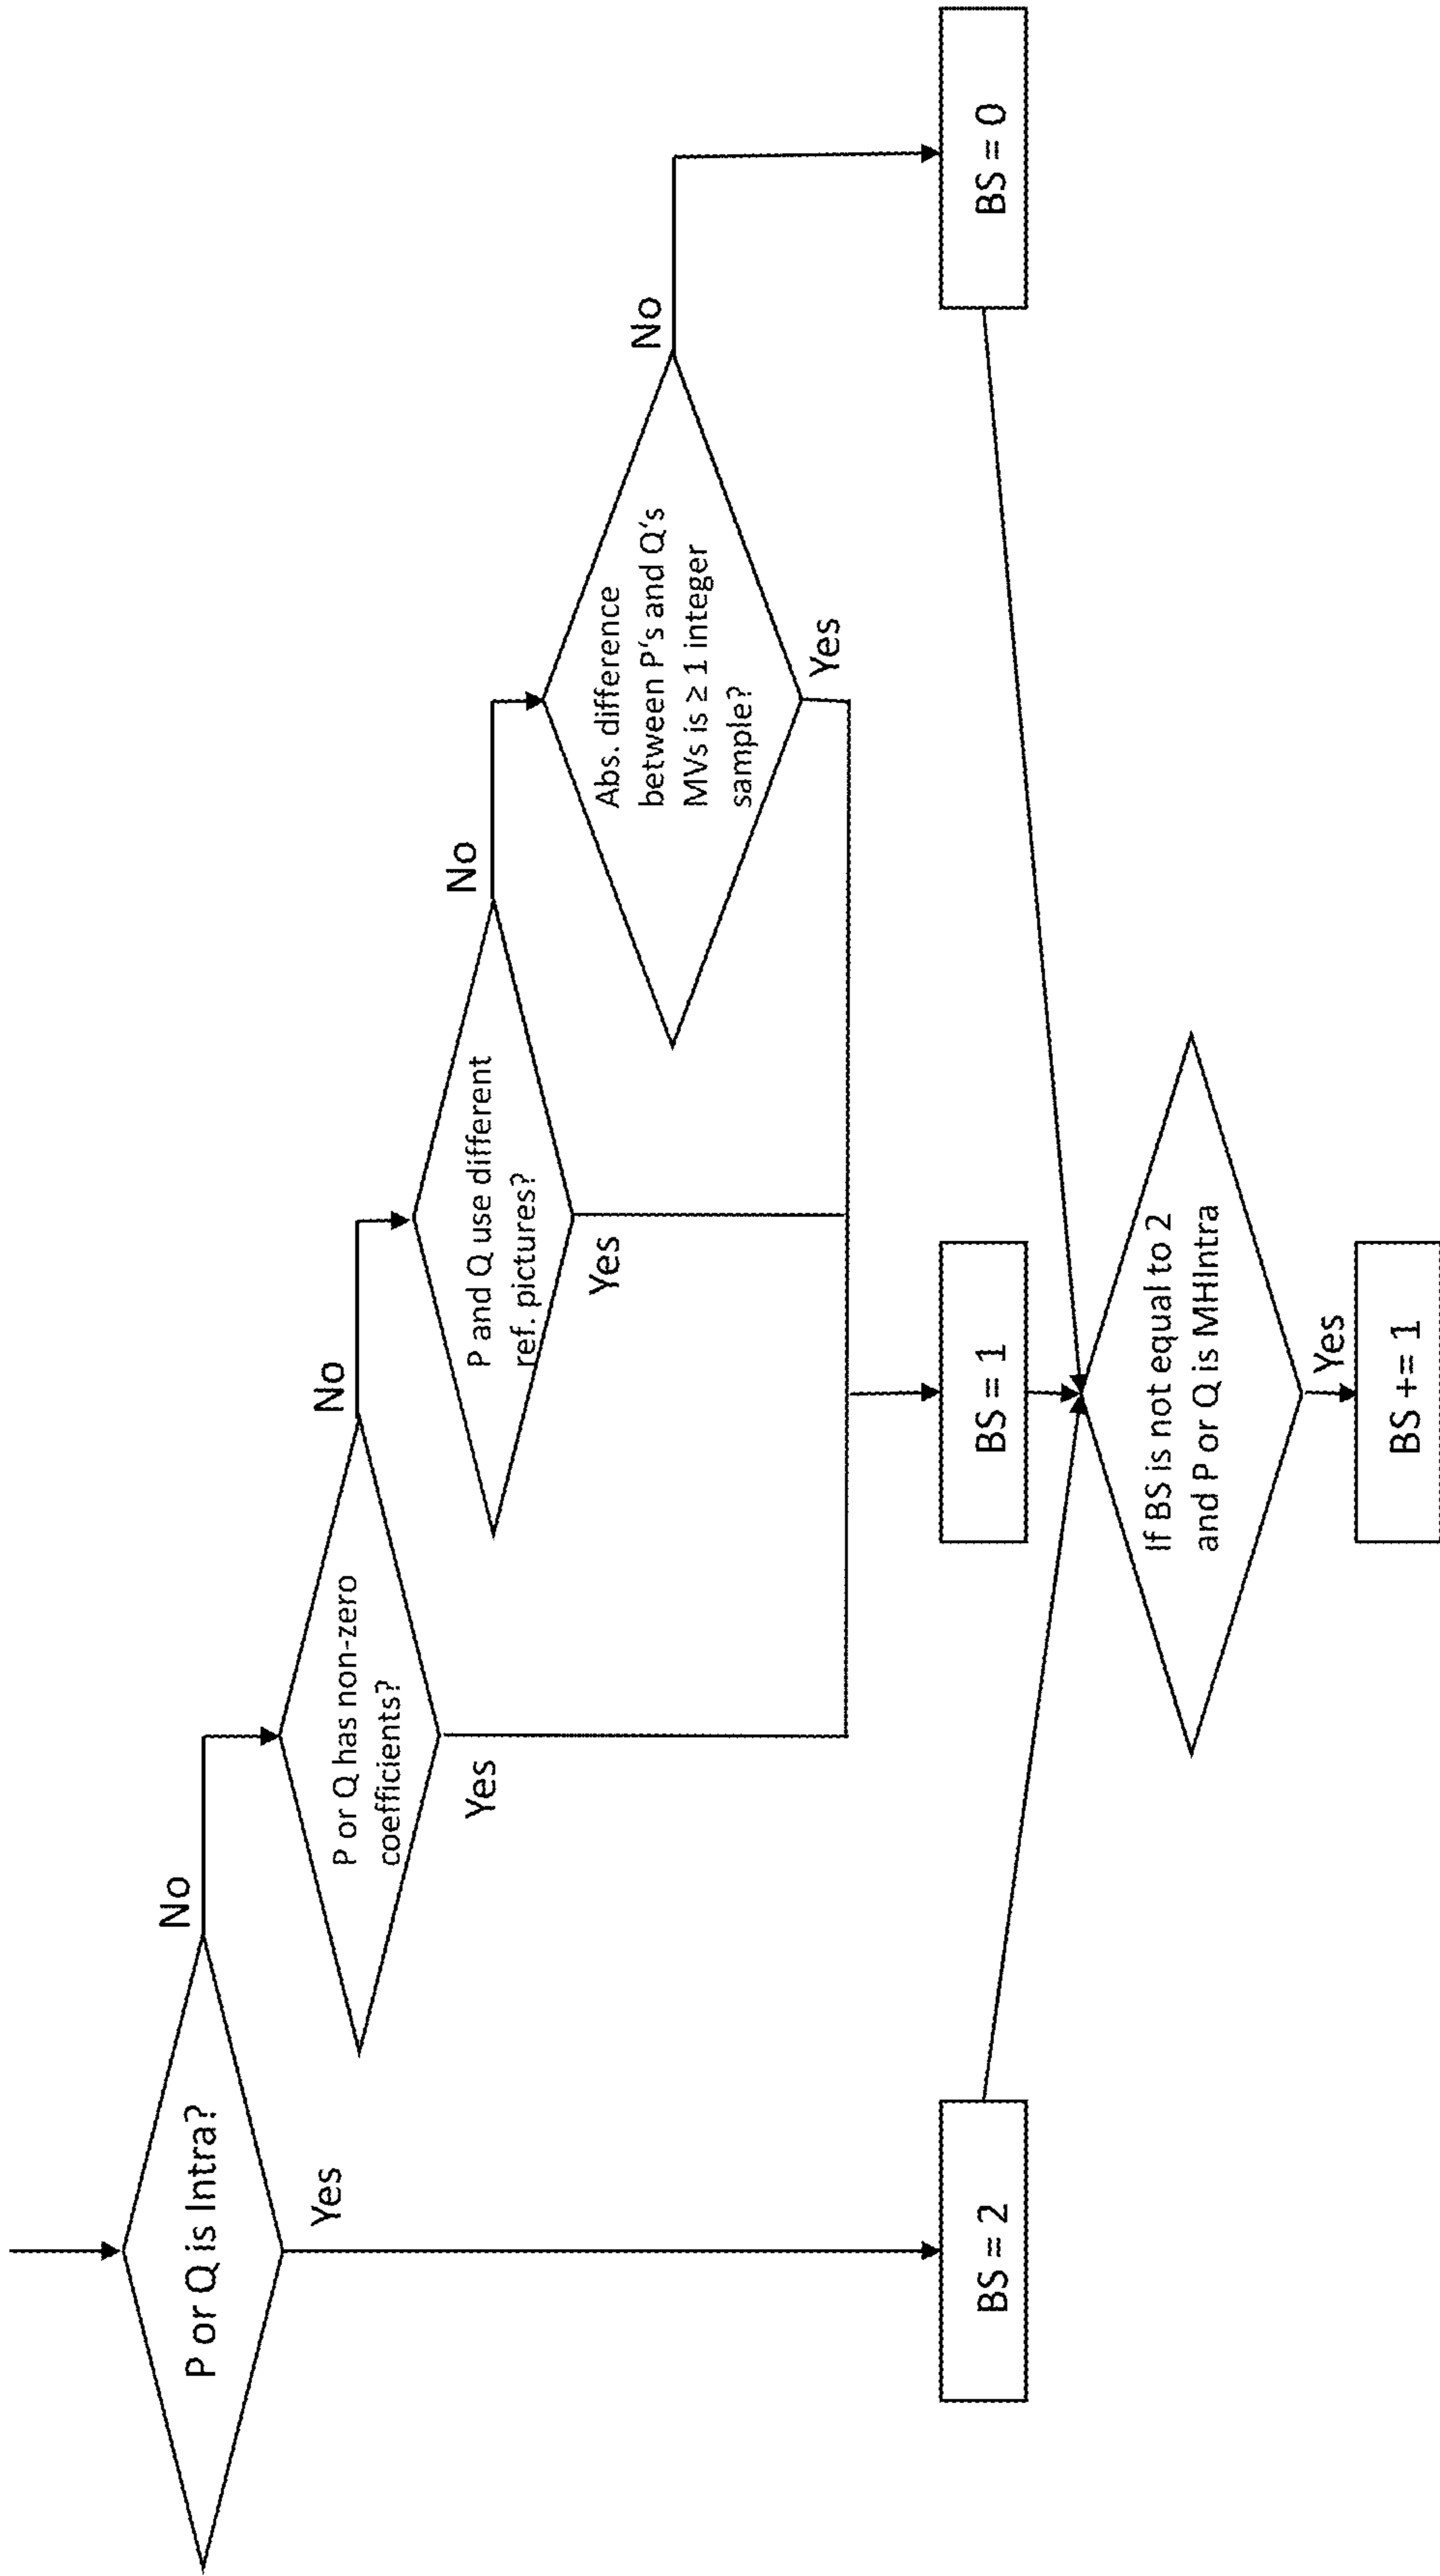 P or Q is Intra?
No
Yes
P or Q has non-zero
coefficients?
No
Yes
P and Q use different
ref. pictures?
No
Yes
Abs. difference
between P's and Q's
MVs is ≥ 1 integer
sample?
No
Yes
BS = 2
BS = 1
BS = 0
If BS is not equal to 2
and P or Q is MHIntra
Yes
BS += 1